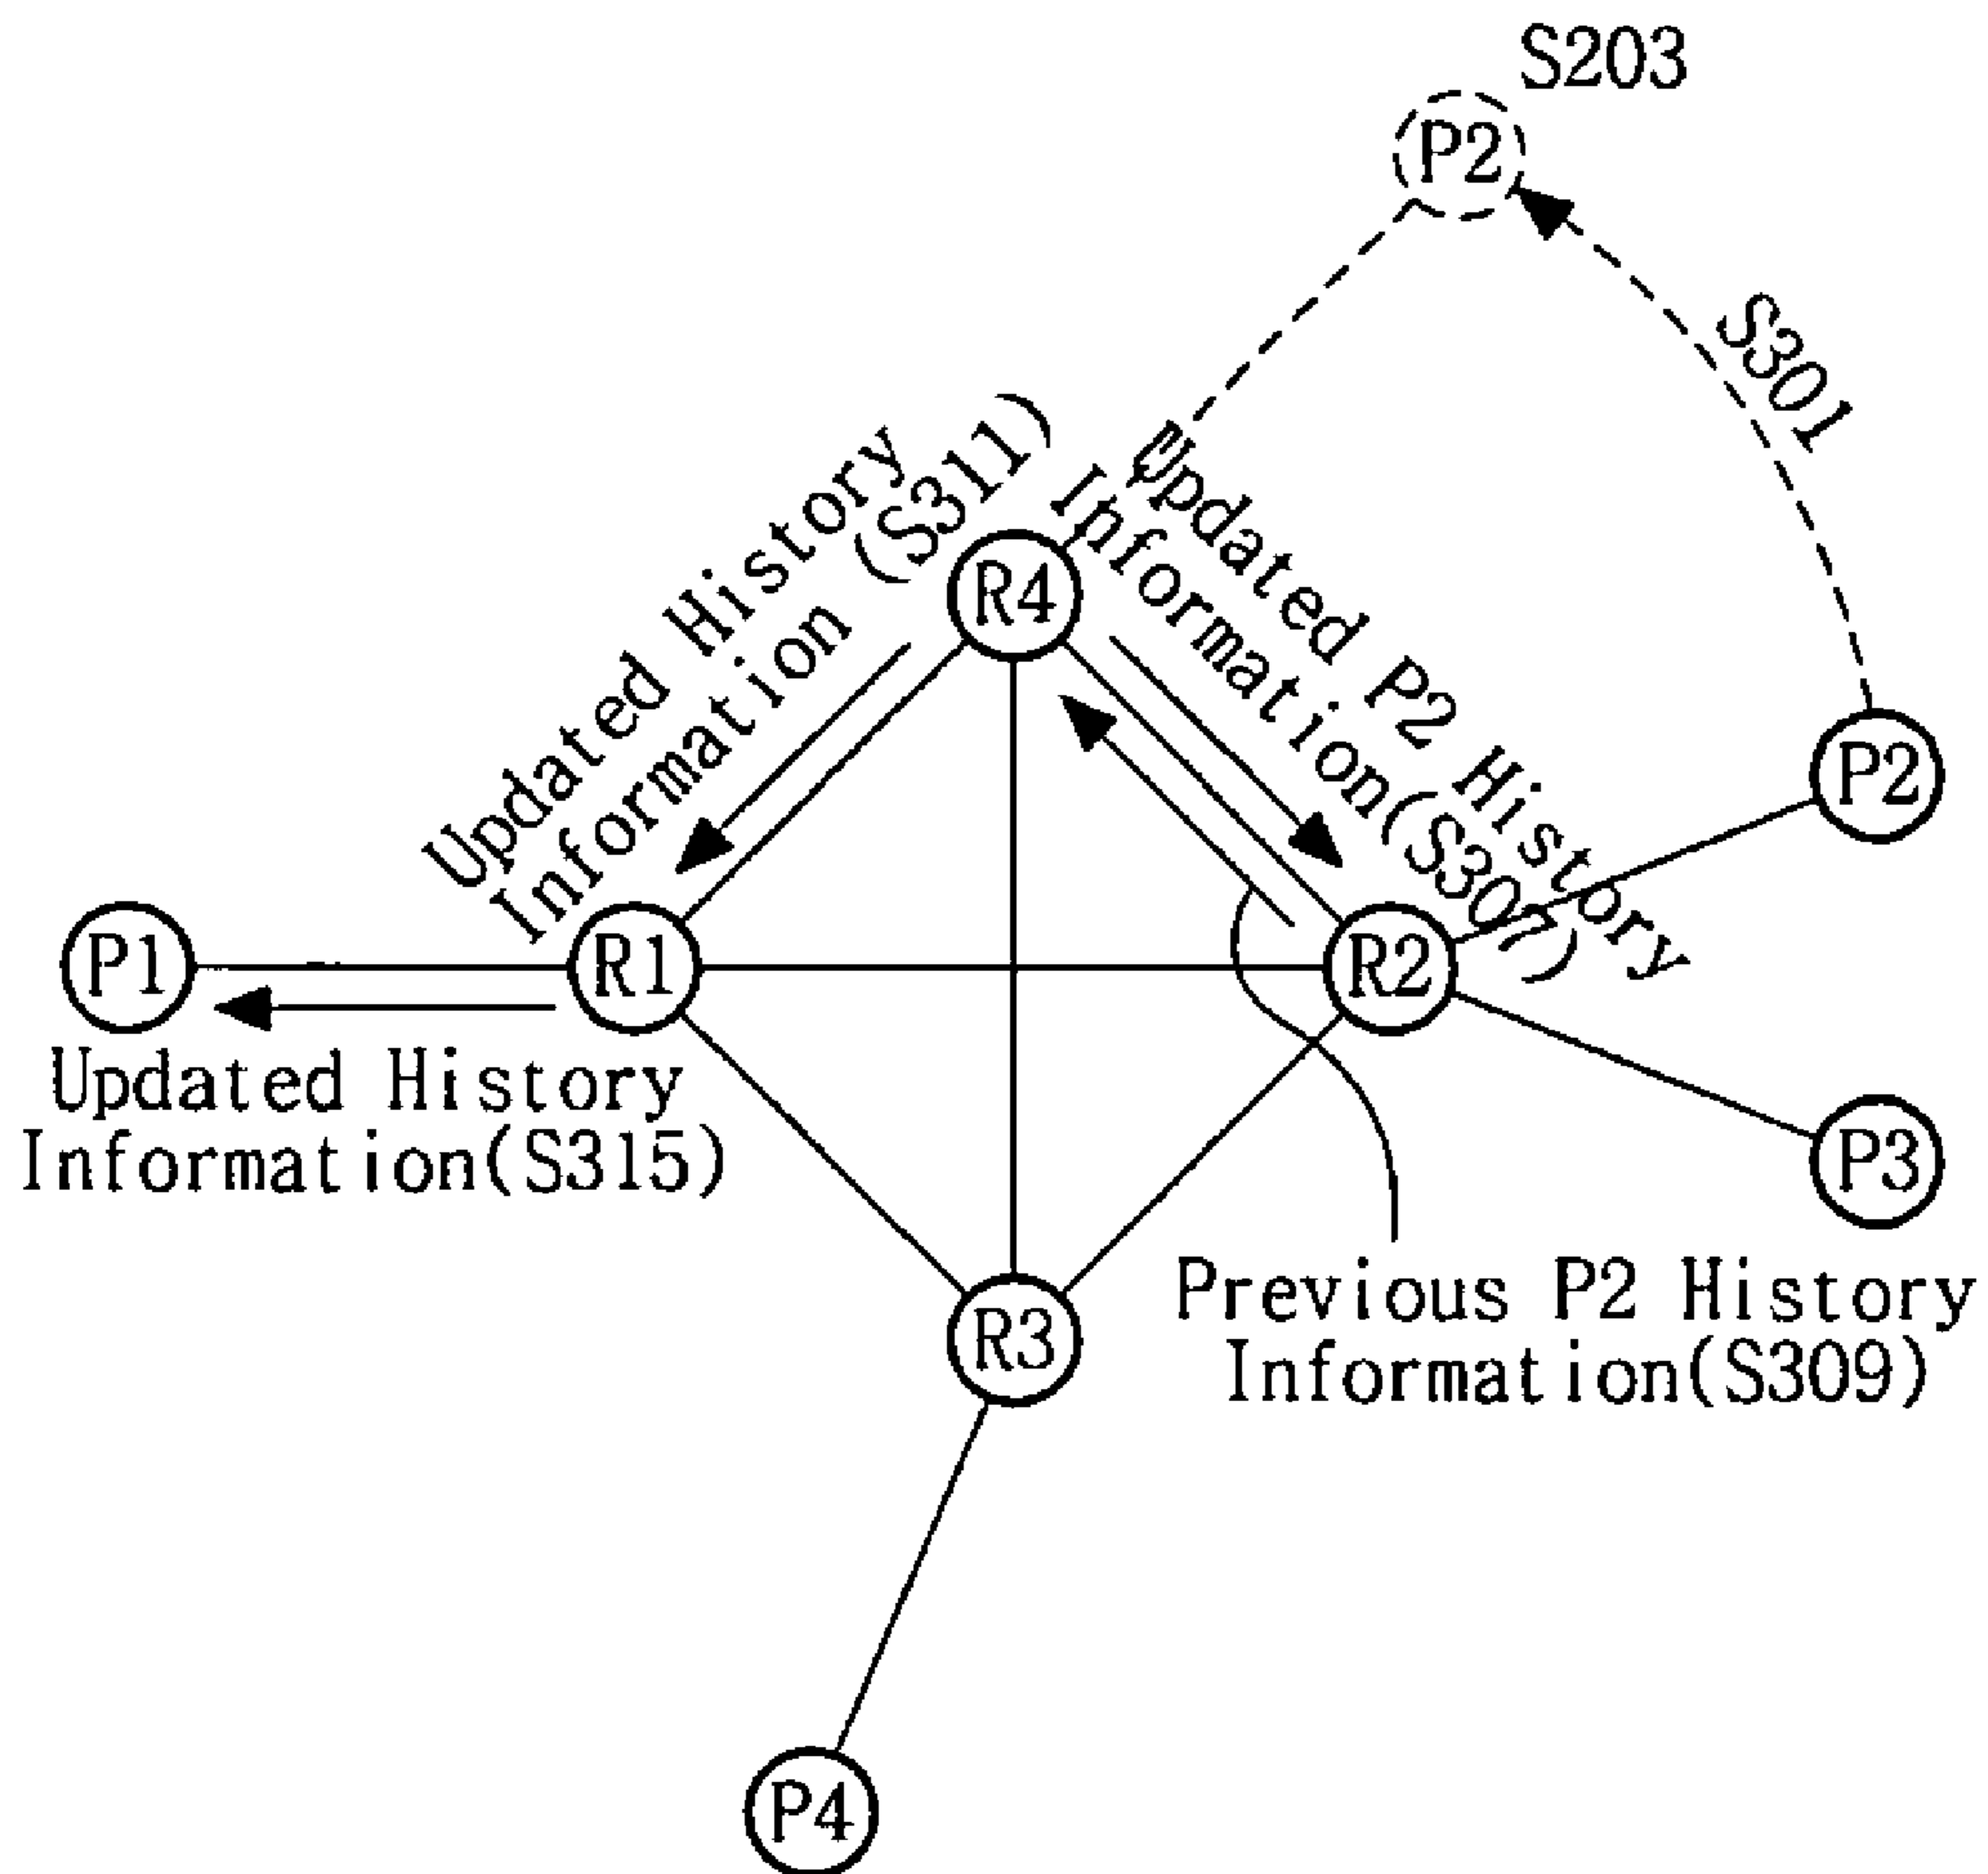 S203
P2
S301
Updated History
Information (S311)
Updated P2 History
Information(S307)
R4
P2
P1
R1
R2
Updated History
Information(S315)
P3
Previous P2 History
Information(S309)
R3
P4